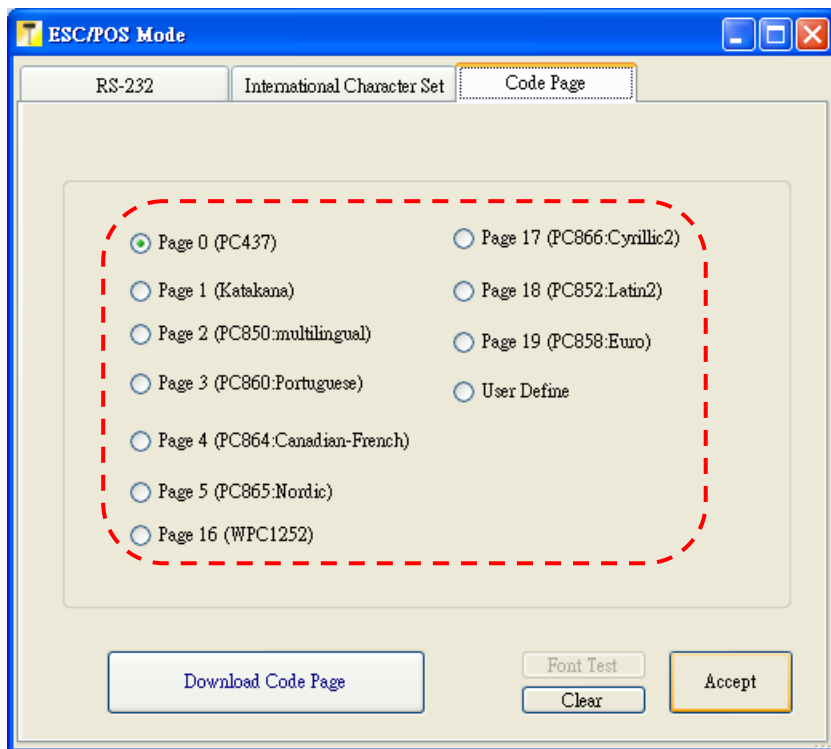 ESC/POS Mode
RS-232
International Character Set
Code Page
Page 0 (PC437)
Page 1 (Katakana)
Page 2 (PC850:multilingual)
Page 3 (PC860:Portuguese)
Page 4 (PC864:Canadian-French)
Page 5 (PC865:Nordic)
Page 16 (WPC1252)
Page 17 (PC866:Cyrillic2)
Page 18 (PC852:Latin2)
Page 19 (PC858:Euro)
User Define
Download Code Page
Font Test
Clear
Accept